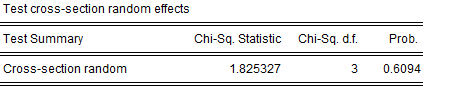 Test cross-section random effects
Test Summary Chi-Sq. Statistic Chi-Sq. d.f. Prob.
Cross-section random 1.825327 3 0.6094